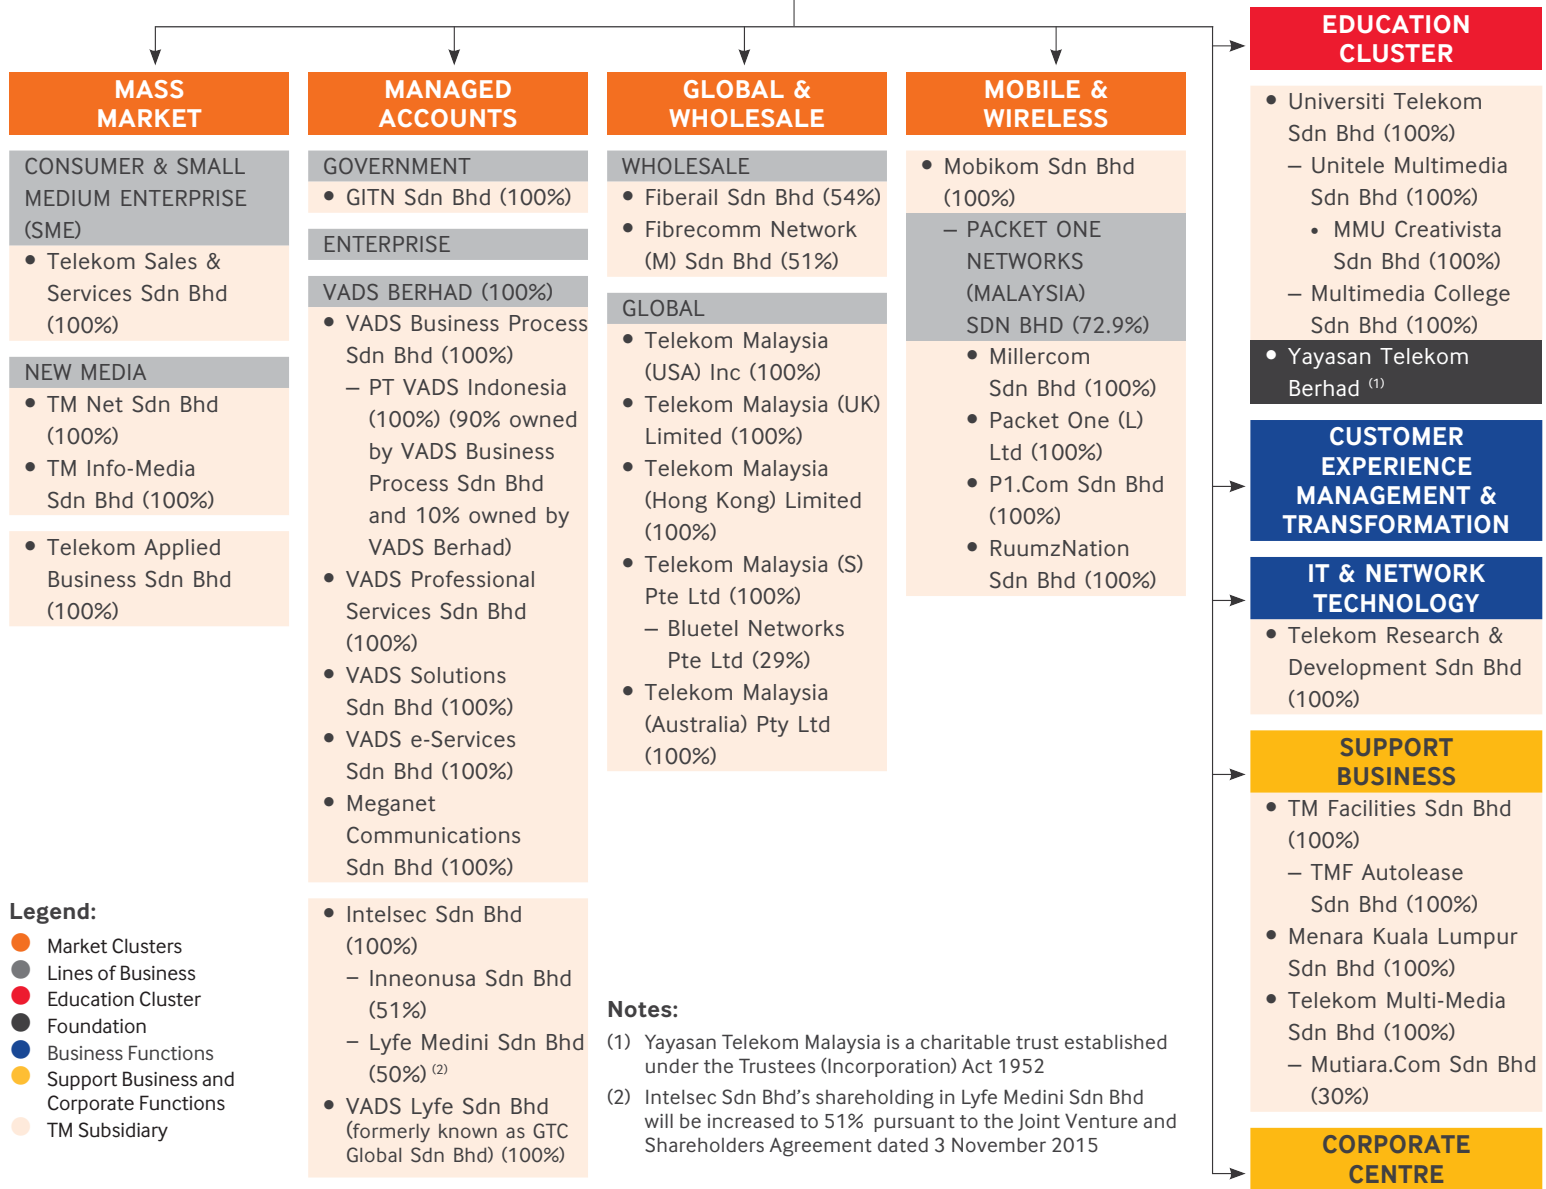 MASS
MARKET
CONSUMER & SMALL
MEDIUM ENTERPRISE
(SME)
• Telekom Sales &
Services Sdn Bhd
(100%)
NEW MEDIA
• TM Net Sdn Bhd
(100%)
• TM Info-Media
Sdn Bhd (100%)
• Telekom Applied
Business Sdn Bhd
(100%)
MANAGED
ACCOUNTS
GOVERNMENT
• GITN Sdn Bhd (100%)
ENTERPRISE
VADS BERHAD (100%)
• VADS Business Process
Sdn Bhd (100%)
– PT VADS Indonesia
(100%) (90% owned
by VADS Business
Process Sdn Bhd
and 10% owned by
VADS Berhad)
• VADS Professional
Services Sdn Bhd
(100%)
• VADS Solutions
Sdn Bhd (100%)
• VADS e-Services
Sdn Bhd (100%)
• Meganet
Communications
Sdn Bhd (100%)
• Intelsec Sdn Bhd
(100%)
– Inneonusa Sdn Bhd
(51%)
– Lyfe Medini Sdn Bhd
(50%) (2)
• VADS Lyfe Sdn Bhd
(formerly known as GTC
Global Sdn Bhd) (100%)
GLOBAL &
WHOLESALE
WHOLESALE
• Fiberail Sdn Bhd (54%)
• Fibrecomm Network
(M) Sdn Bhd (51%)
GLOBAL
• Telekom Malaysia
(USA) Inc (100%)
• Telekom Malaysia (UK)
Limited (100%)
• Telekom Malaysia
(Hong Kong) Limited
(100%)
• Telekom Malaysia (S)
Pte Ltd (100%)
– Bluetel Networks
Pte Ltd (29%)
• Telekom Malaysia
(Australia) Pty Ltd
(100%)
MOBILE &
WIRELESS
• Mobikom Sdn Bhd
(100%)
– PACKET ONE
NETWORKS
(MALAYSIA)
SDN BHD (72.9%)
• Millercom
Sdn Bhd (100%)
• Packet One (L)
Ltd (100%)
• P1.Com Sdn Bhd
(100%)
• RuumzNation
Sdn Bhd (100%)
EDUCATION
CLUSTER
• Universiti Telekom
Sdn Bhd (100%)
– Unitele Multimedia
Sdn Bhd (100%)
• MMU Creativista
Sdn Bhd (100%)
– Multimedia College
Sdn Bhd (100%)
• Yayasan Telekom
Berhad (1)
CUSTOMER
EXPERIENCE
MANAGEMENT &
TRANSFORMATION
IT & NETWORK
TECHNOLOGY
• Telekom Research &
Development Sdn Bhd
(100%)
SUPPORT
BUSINESS
• TM Facilities Sdn Bhd
(100%)
– TMF Autolease
Sdn Bhd (100%)
• Menara Kuala Lumpur
Sdn Bhd (100%)
• Telekom Multi-Media
Sdn Bhd (100%)
– Mutiara.Com Sdn Bhd
(30%)
CORPORATE
CENTRE
Legend:
Market Clusters
Lines of Business
Education Cluster
Foundation
Business Functions
Support Business and
Corporate Functions
TM Subsidiary
Notes:
(1) Yayasan Telekom Malaysia is a charitable trust established
under the Trustees (Incorporation) Act 1952
(2) Intelsec Sdn Bhd's shareholding in Lyfe Medini Sdn Bhd
will be increased to 51% pursuant to the Joint Venture and
Shareholders Agreement dated 3 November 2015